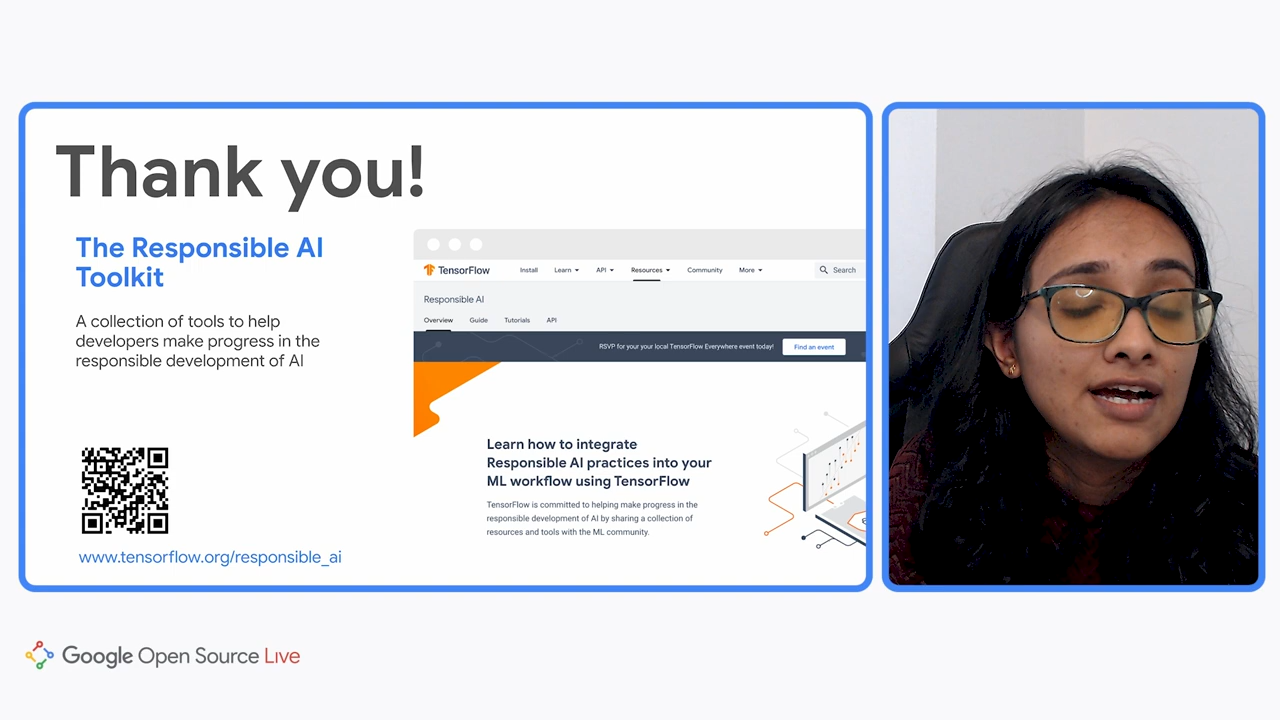 Thank you!
The Responsible AI
Toolkit
A collection of tools to help
developers make progress in the
responsible development of AI
www.tensorflow.org/responsible_ai
TensorFlow Install Learn API Resources Community More Search
Responsible AI
Overview Guide Tutorials API
RSVP for your your local TensorFlow Everywhere event today! Find an event
Learn how to integrate
Responsible AI practices into your
ML workflow using TensorFlow
TensorFlow is committed to helping make progress in the
responsible development of AI by sharing a collection of
resources and tools with the ML community.
Google Open Source Live